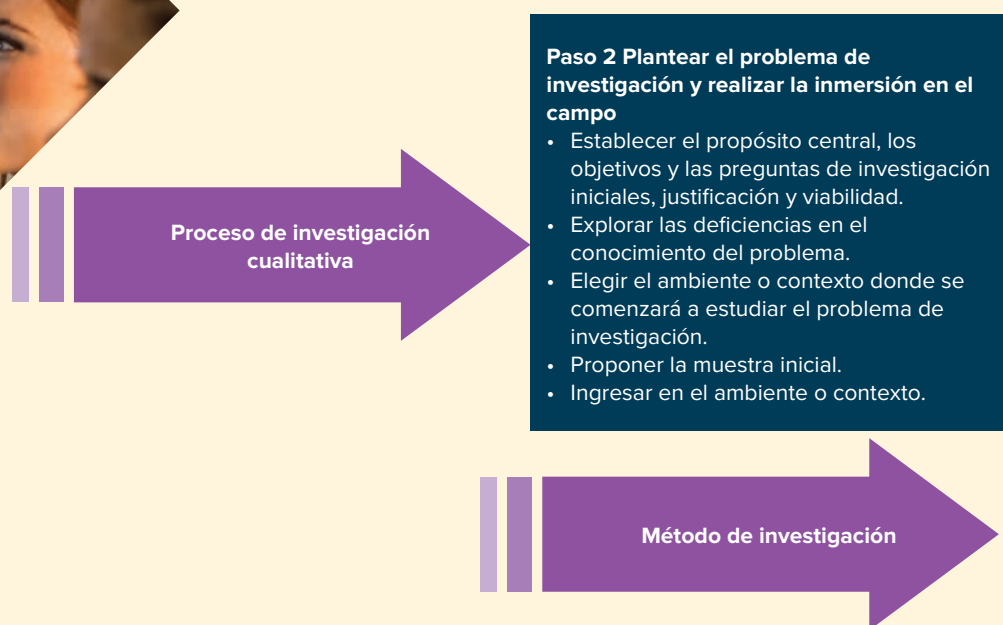 Paso 2 Plantear el problema de
investigación y realizar la inmersión en el
campo
• Establecer el propósito central, los
objetivos y las preguntas de investigación
iniciales, justificación y viabilidad.
• Explorar las deficiencias en el
conocimiento del problema.
• Elegir el ambiente o contexto donde se
comenzará a estudiar el problema de
investigación.
• Proponer la muestra inicial.
• Ingresar en el ambiente o contexto.
Proceso de investigación
cualitativa
Método de investigación